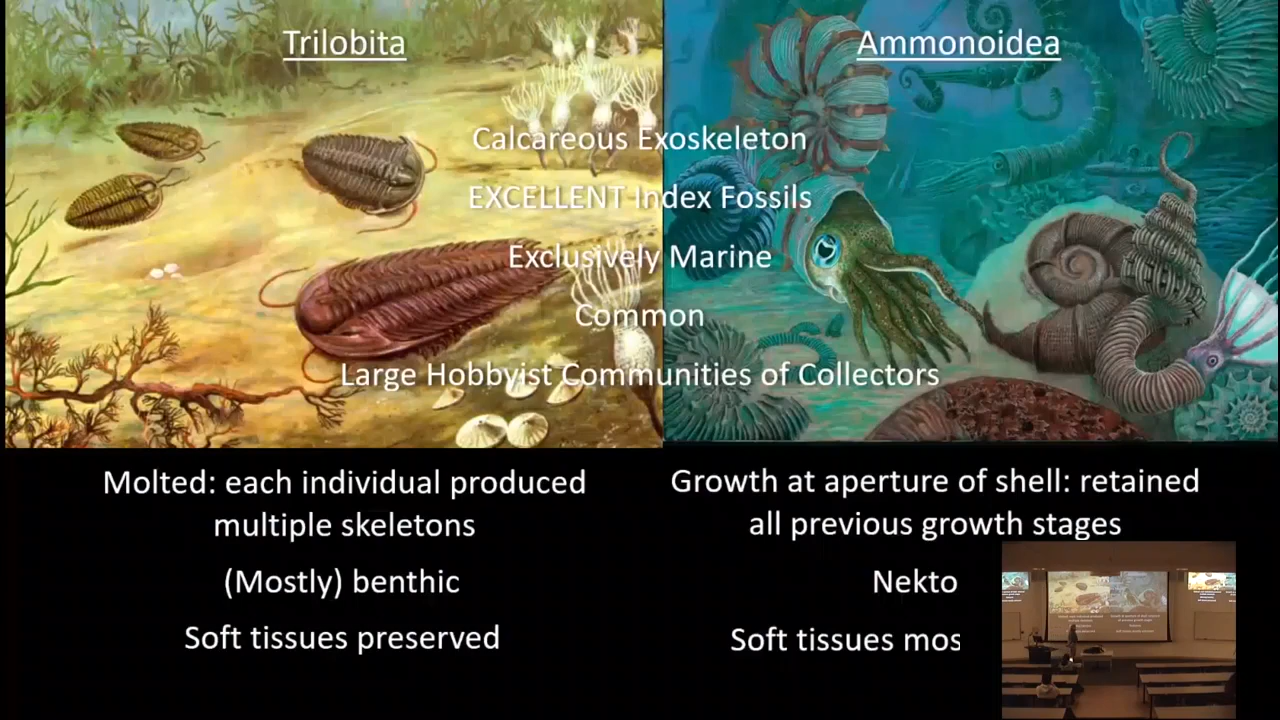 Trilobita
Ammonoidea
Calcareous Exoskeleton
EXCELLENT Index Fossils
Exclusively Marine
Common
Large Hobbyist Communities of Collectors
Molted: each individual produced
multiple skeletons
(Mostly) benthic
Soft tissues preserved
Growth at aperture of shell: retained
all previous growth stages
Nekto
Soft tissues mos